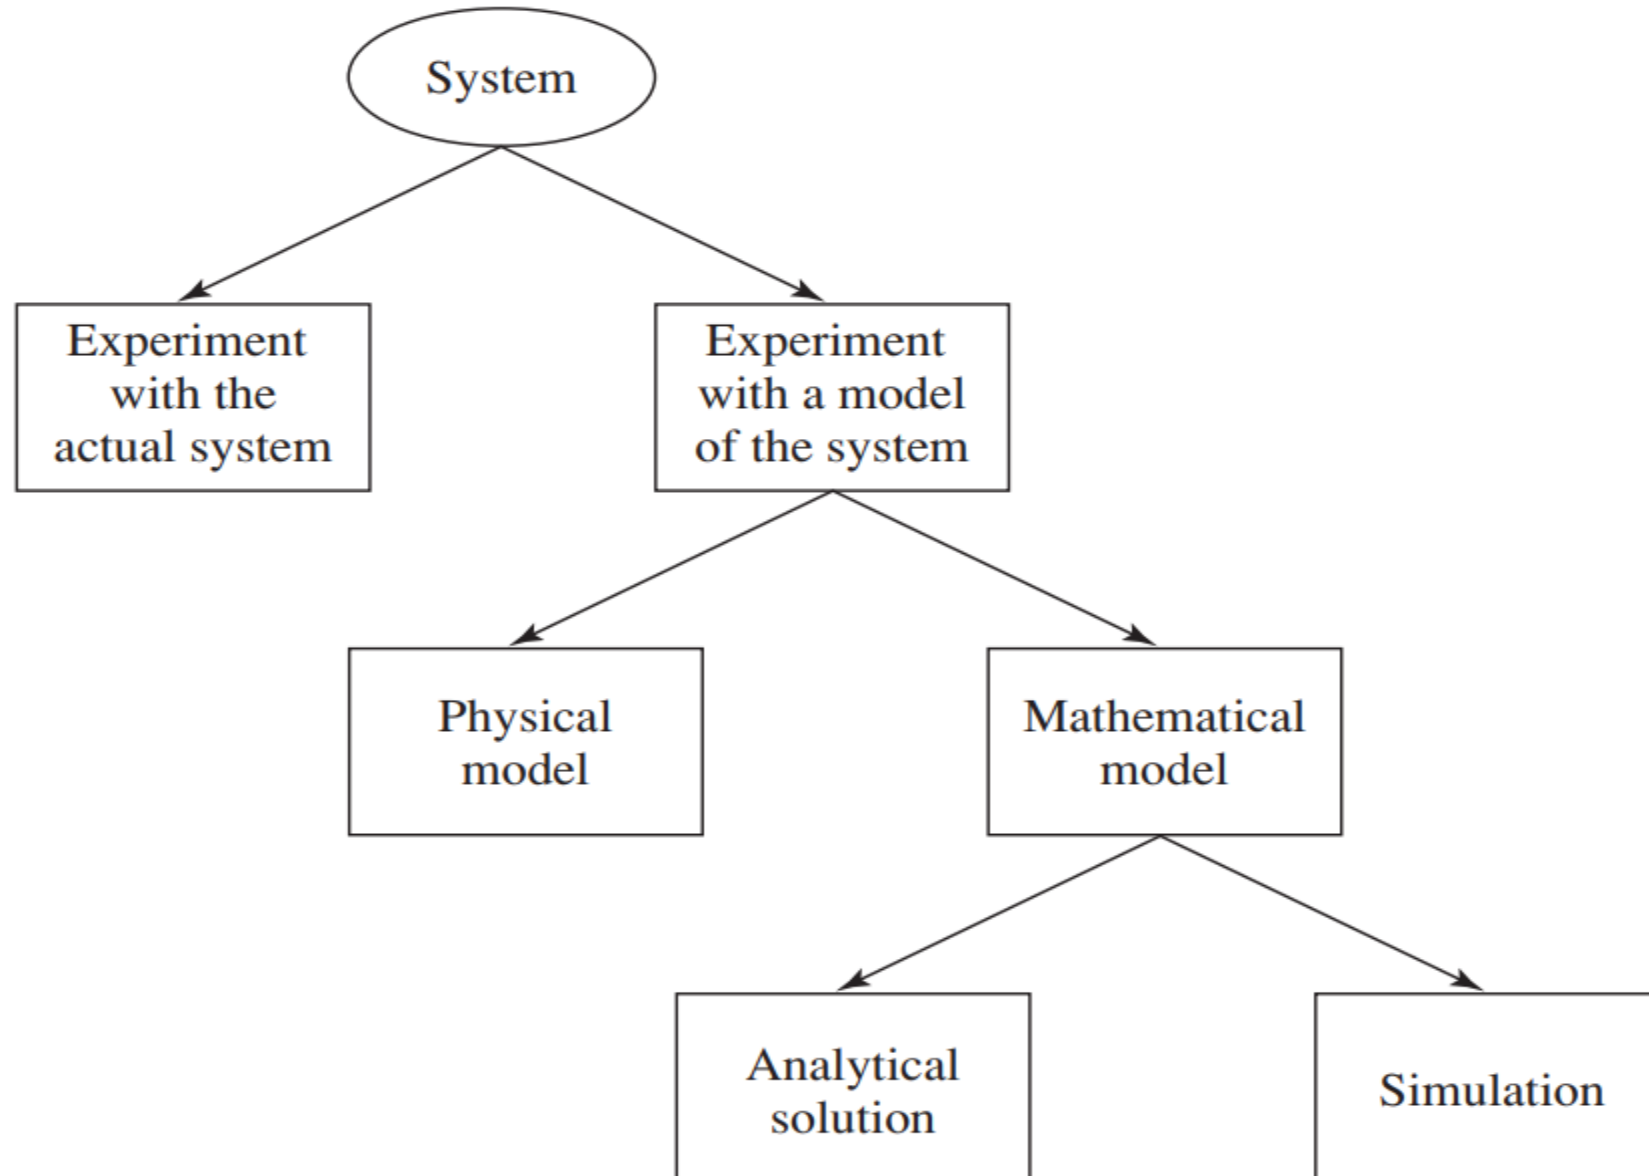 System
Experiment
with the
actual system
Experiment
with a model
of the system
Physical
model
Mathematical
model
Analytical
solution
Simulation